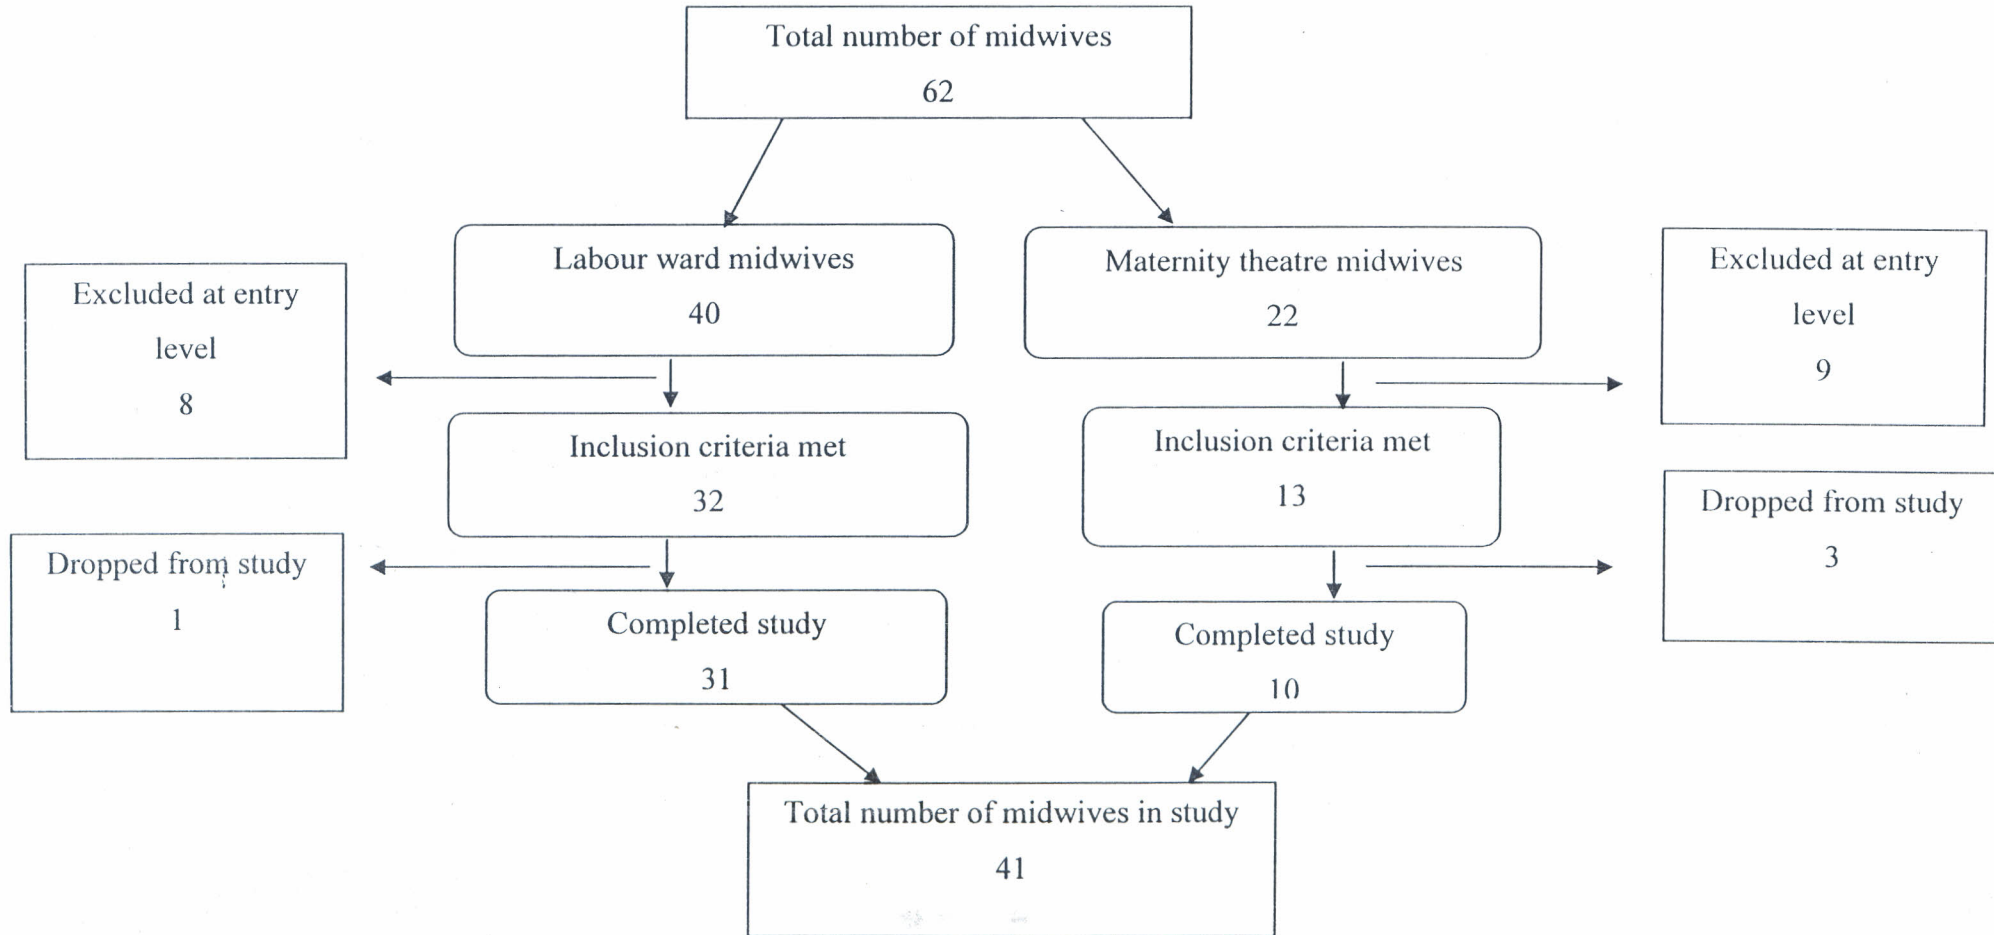 Total number of midwives
62
Labour ward midwives
40
Maternity theatre midwives
22
Excluded at entry
level
8
Excluded at entry
level
9
Inclusion criteria met
32
Inclusion criteria met
13
Dropped from study
1
Dropped from study
3
Completed study
31
Completed study
10
Total number of midwives in study
41